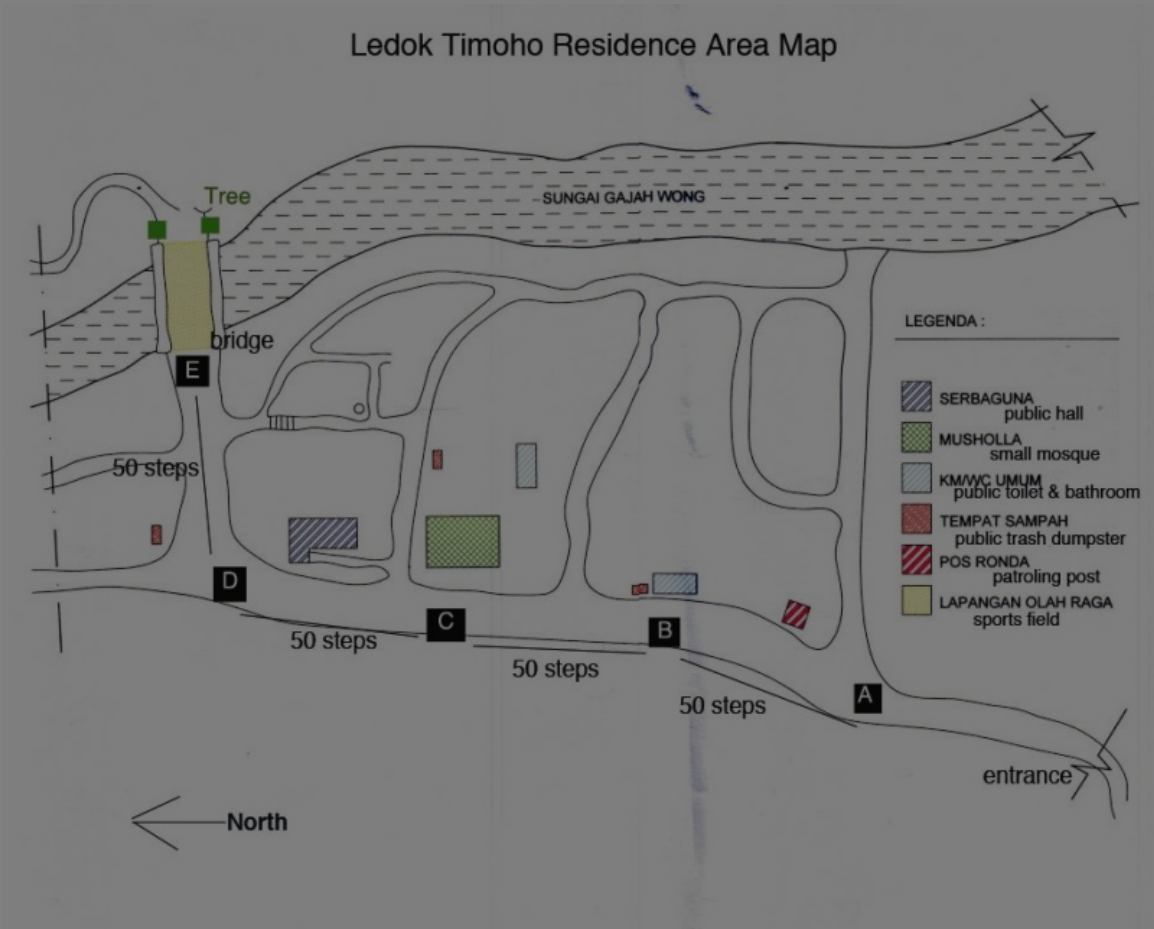 Ledok Timoho Residence Area Map
Tree
SUNGAI GAJAH WONG
bridge
E
50 steps
D
50 steps
C
50 steps
B
50 steps
A
entrance
North
LEGENDA :
SERBAGUNA
public hall
MUSHOLLA
small mosque
KM/WC UMUM
public toilet & bathroom
TEMPAT SAMPAH
public trash dumpster
POS RONDA
patroling post
LAPANGAN OLAH RAGA
sports field